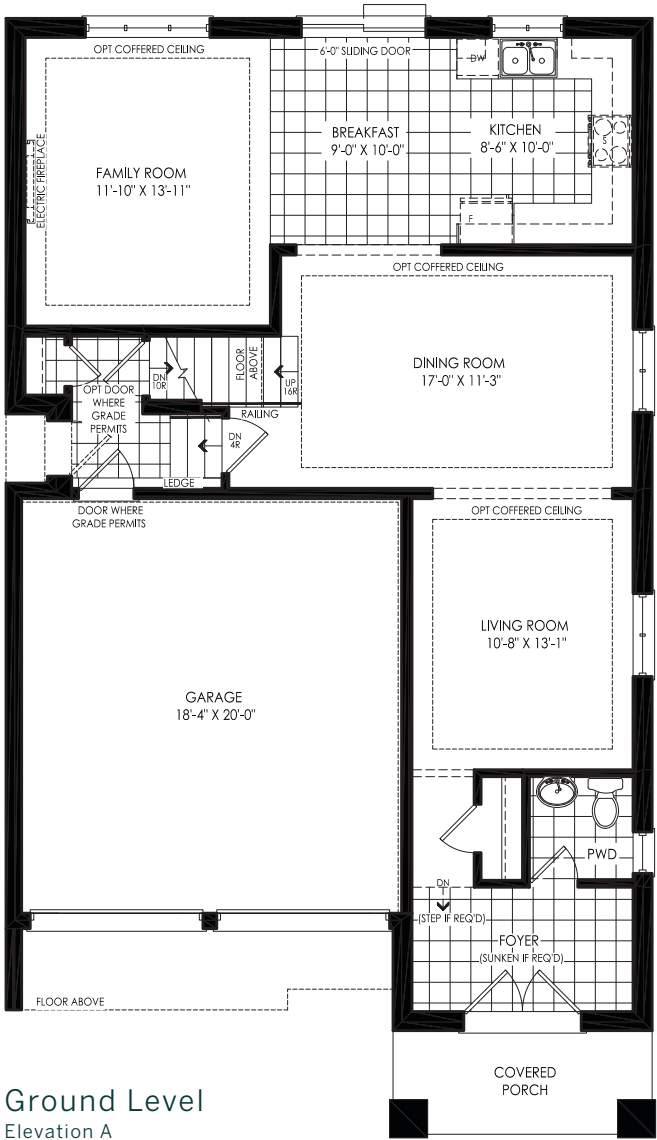 OPT COFFERED CEILING
6'-0" SLIDING DOOR
DW
BREAKFAST
9'-0" X 10'-0"
KITCHEN
8'-6" X 10'-0"
S
ELECTRIC FIREPLACE
FAMILY ROOM
11'-10" X 13'-11"
F
OPT COFFERED CEILING
DINING ROOM
17'-0" X 11'-3"
DN
10R
FLOOR
ABOVE
UP
16R
OPT DOOR
WHERE
GRADE
PERMITS
RAILING
DN
4R
LEDGE
DOOR WHERE
GRADE PERMITS
OPT COFFERED CEILING
LIVING ROOM
10'-8" X 13'-1"
GARAGE
18'-4" X 20'-0"
PWD
DN
(STEP IF REQ'D)
FOYER
(SUNKEN IF REQ'D)
FLOOR ABOVE
COVERED
PORCH
Ground Level
Elevation A